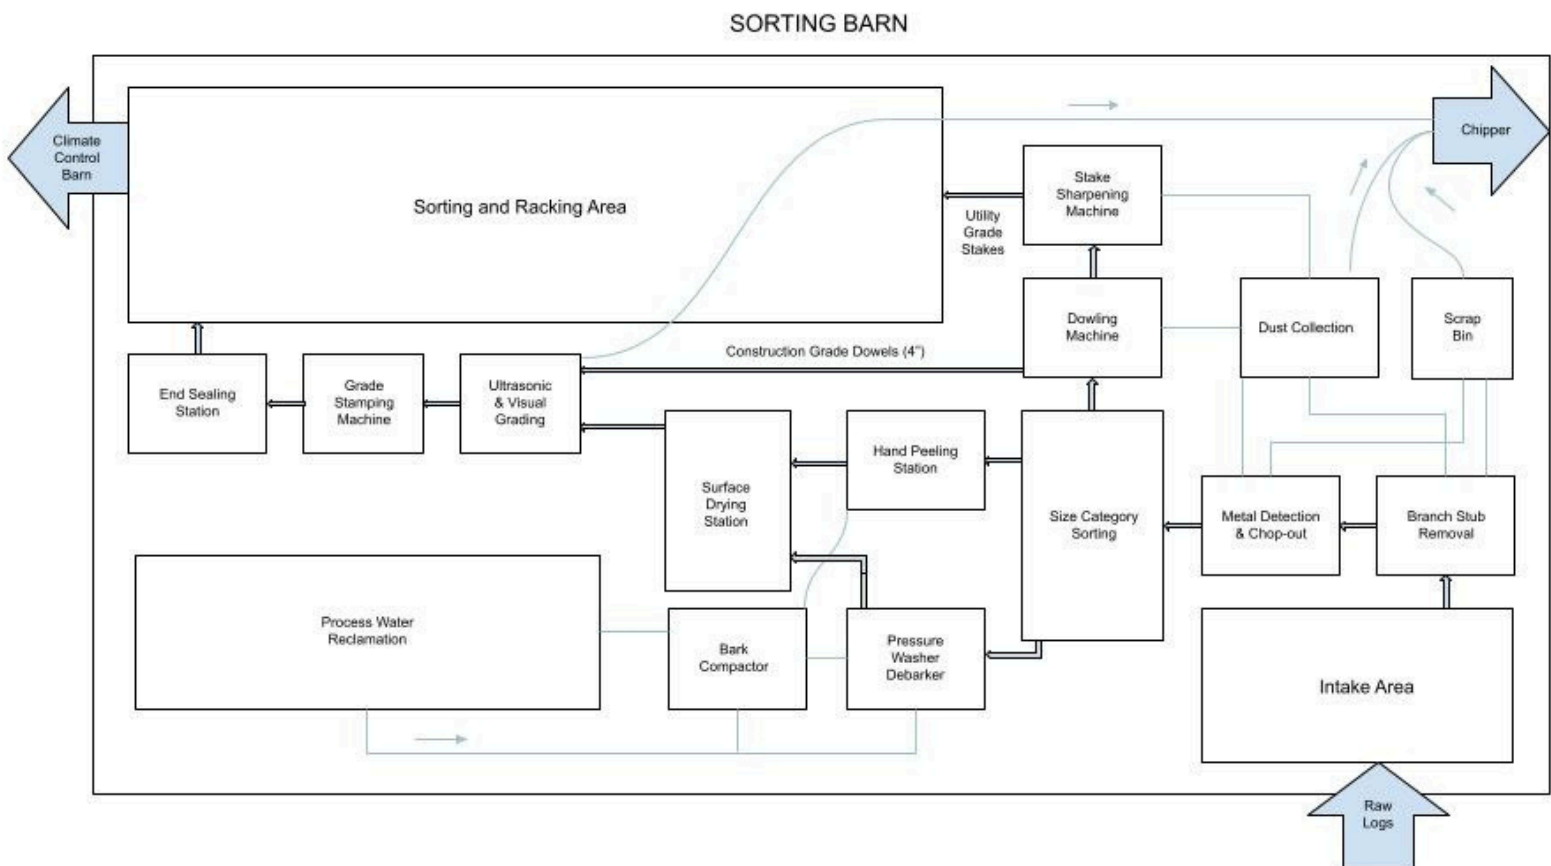 SORTING BARN
Climate
Control
Barn
Sorting and Racking Area
Chipper
Stake
Sharpening
Machine
Utility
Grade
Stakes
Dowling
Machine
Dust Collection
Scrap
Bin
Construction Grade Dowels (4")
End Sealing
Station
Grade
Stamping
Machine
Ultrasonic
& Visual
Grading
Surface
Drying
Station
Hand Peeling
Station
Size Category
Sorting
Metal Detection
& Chop-out
Branch Stub
Removal
Process Water
Reclamation
Bark
Compactor
Pressure
Washer
Debarker
Intake Area
Raw
Logs